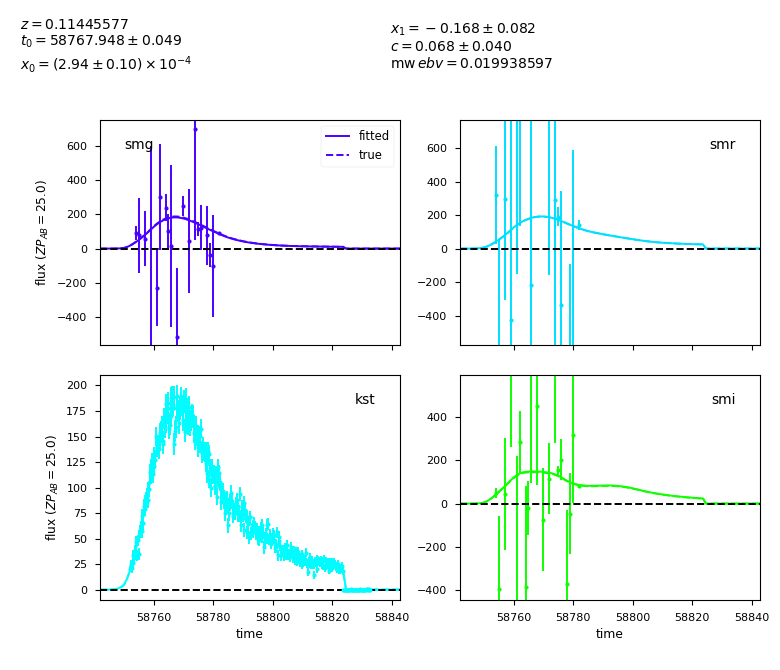 z = 0.11445577
t₀ = 58767.948 ± 0.049
x₀ = (2.94 ± 0.10) × 10⁻⁴
x₁ = −0.168 ± 0.082
c = 0.068 ± 0.040
mw ebv = 0.019938597
smg
fitted
true
600
400
200
0
−200
−400
flux (ZP_AB = 25.0)
smr
600
400
200
0
−200
−400
kst
200
175
150
125
100
75
50
25
0
flux (ZP_AB = 25.0)
58760 58780 58800 58820 58840
time
smi
400
200
0
−200
−400
58760 58780 58800 58820 58840
time